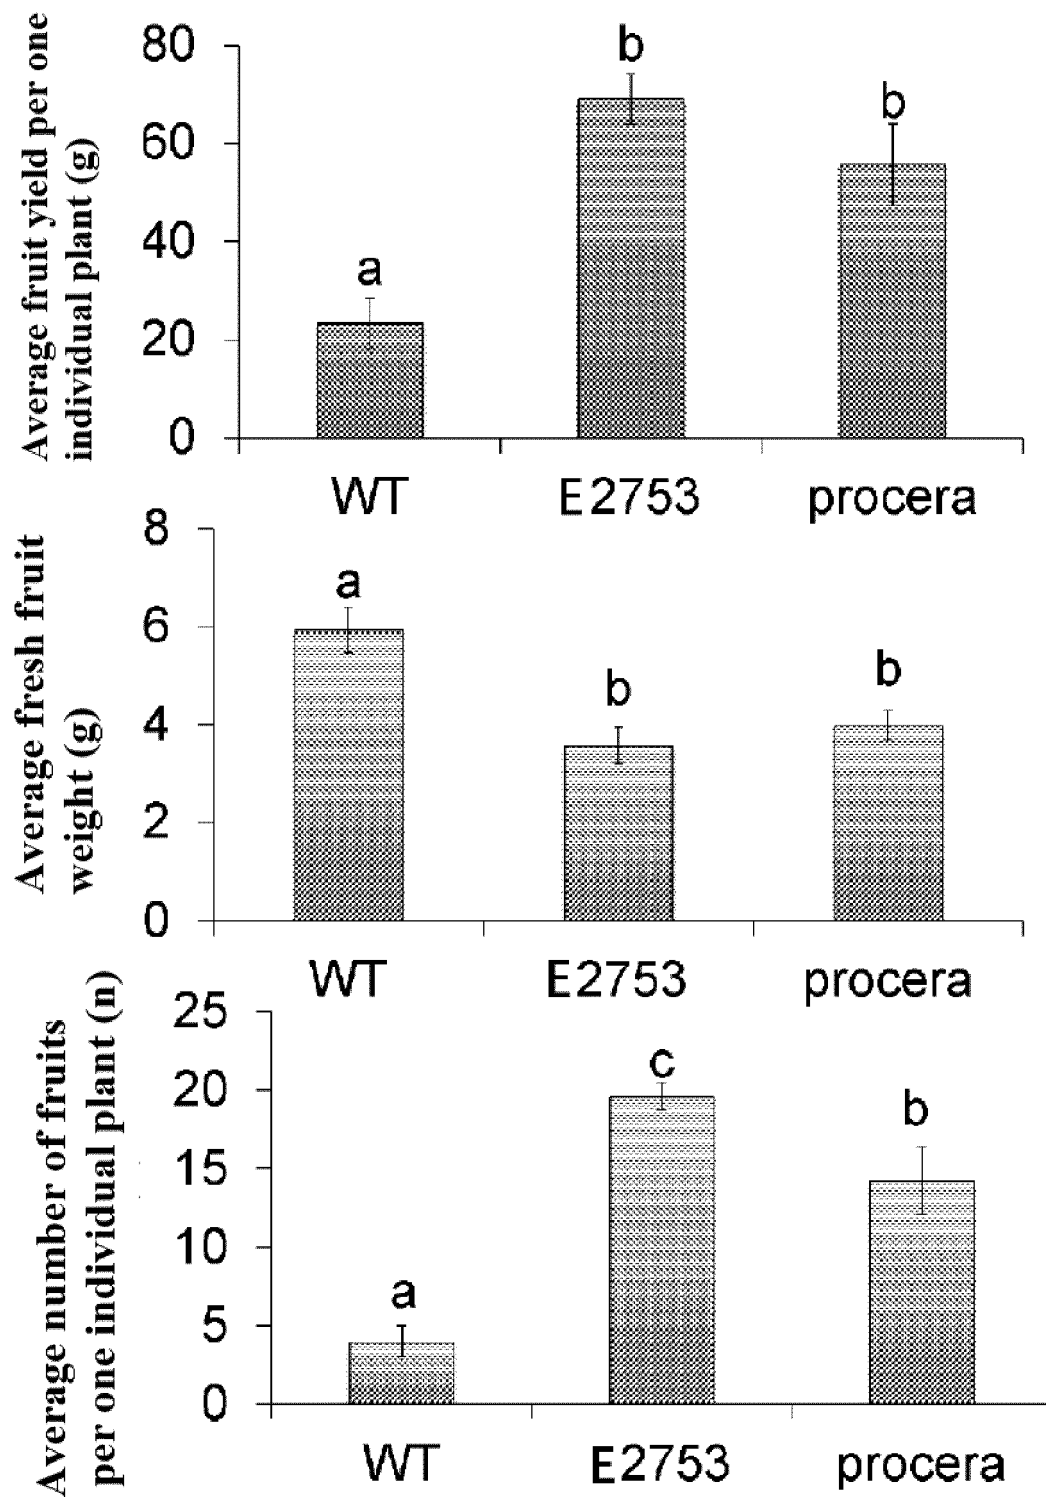 Average fruit yield per one
individual plant (g)
80
60
40
20
0
a
b
b
WT
E2753
procera
Average fresh fruit
weight (g)
8
6
4
2
0
a
b
b
WT
E2753
procera
Average number of fruits
per one individual plant (n)
25
20
15
10
5
0
a
c
b
WT
E2753
procera